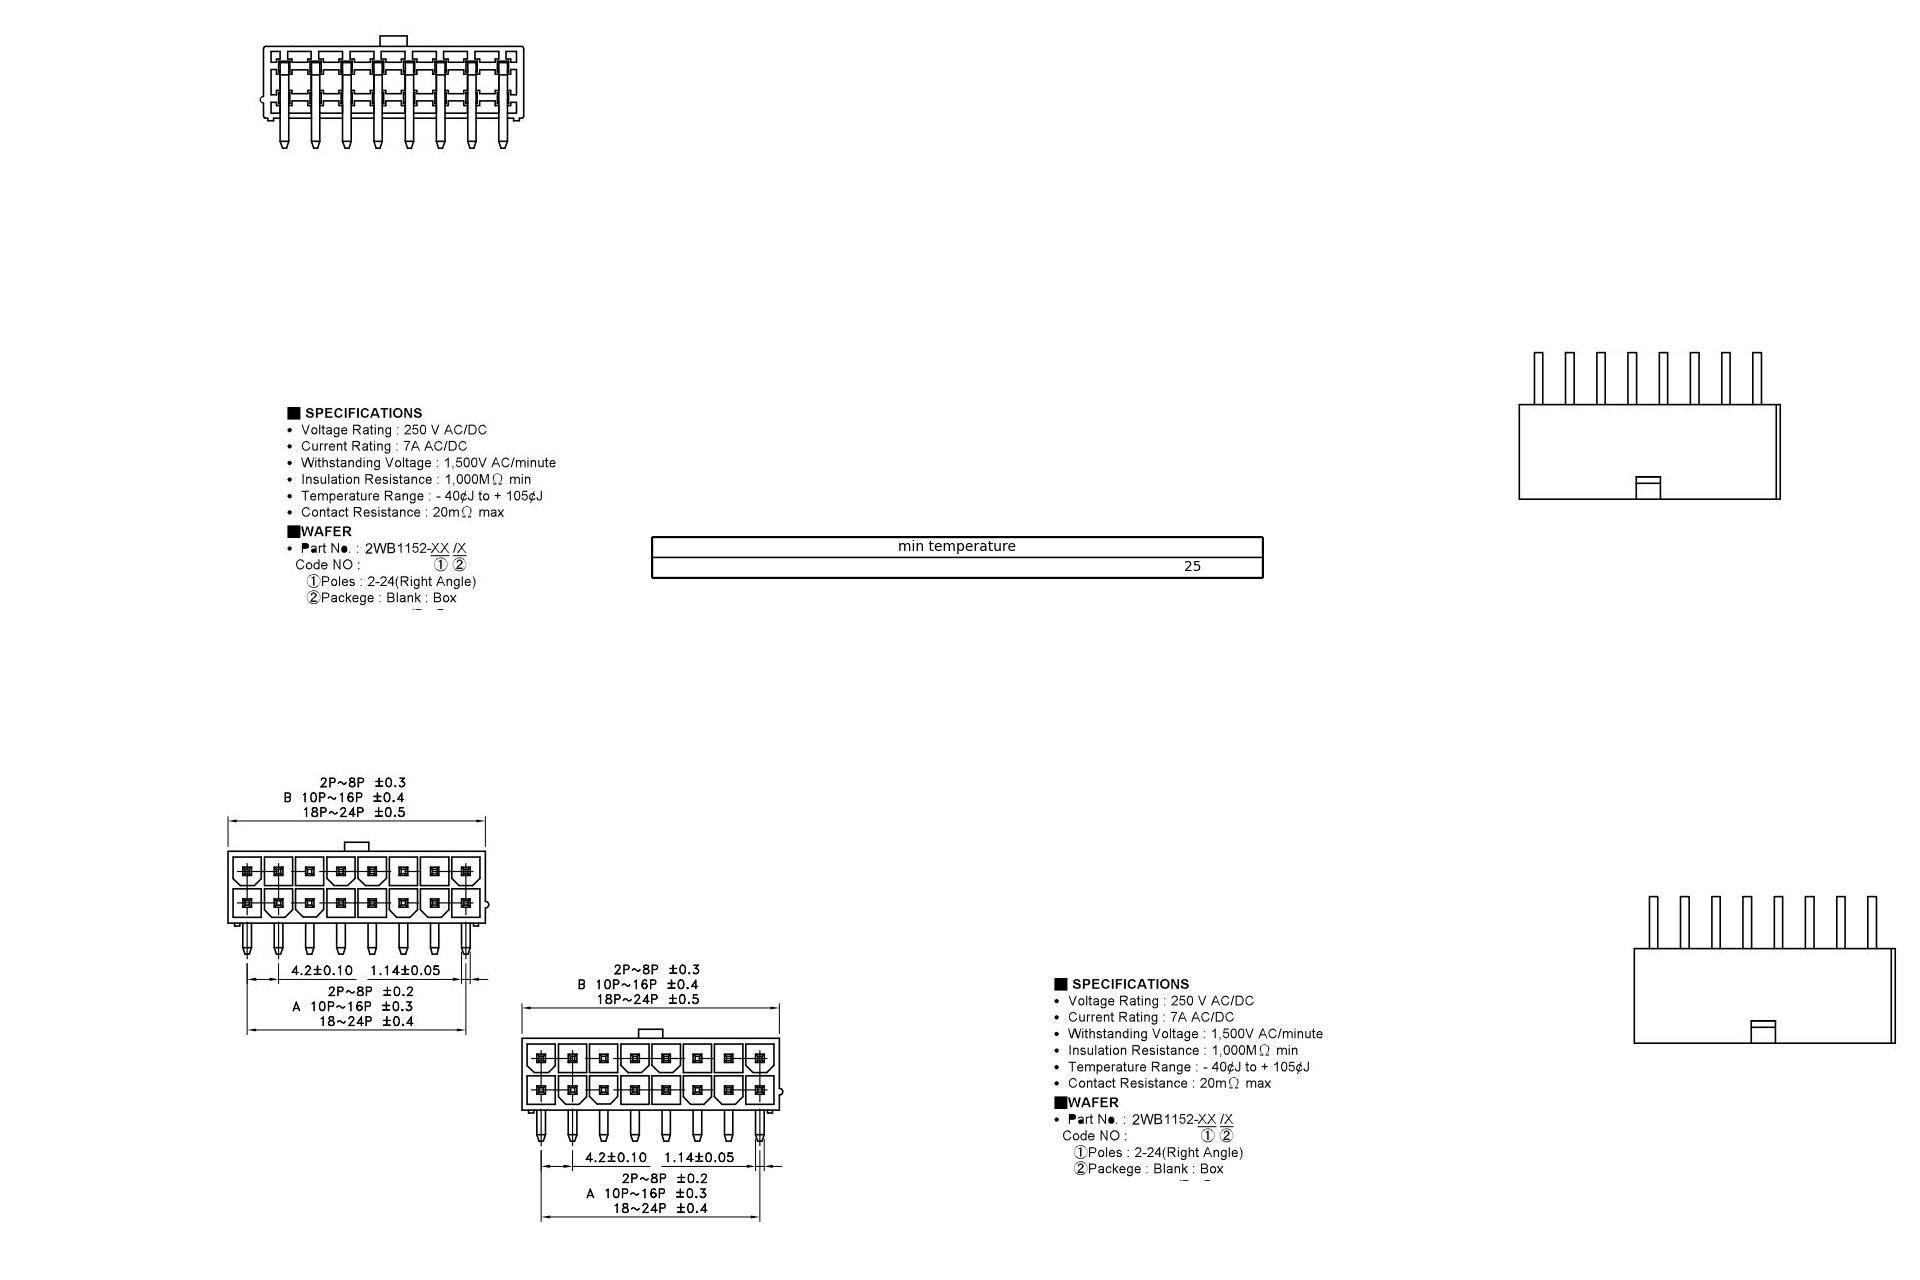 ■ SPECIFICATIONS
• Voltage Rating : 250 V AC/DC
• Current Rating : 7A AC/DC
• Withstanding Voltage : 1,500V AC/minute
• Insulation Resistance : 1,000MΩ min
• Temperature Range : - 40¢J to + 105¢J
• Contact Resistance : 20mΩ max
■WAFER
• Part No. : 2WB1152-XX /X
Code NO : ① ②
①Poles : 2-24(Right Angle)
②Packege : Blank : Box
min temperature
25
2P~8P ±0.3
B 10P~16P ±0.4
18P~24P ±0.5
4.2±0.10 1.14±0.05
2P~8P ±0.2
A 10P~16P ±0.3
18~24P ±0.4
2P~8P ±0.3
B 10P~16P ±0.4
18P~24P ±0.5
4.2±0.10 1.14±0.05
2P~8P ±0.2
A 10P~16P ±0.3
18~24P ±0.4
■ SPECIFICATIONS
• Voltage Rating : 250 V AC/DC
• Current Rating : 7A AC/DC
• Withstanding Voltage : 1,500V AC/minute
• Insulation Resistance : 1,000MΩ min
• Temperature Range : - 40¢J to + 105¢J
• Contact Resistance : 20mΩ max
■WAFER
• Part No. : 2WB1152-XX /X
Code NO : ① ②
①Poles : 2-24(Right Angle)
②Packege : Blank : Box